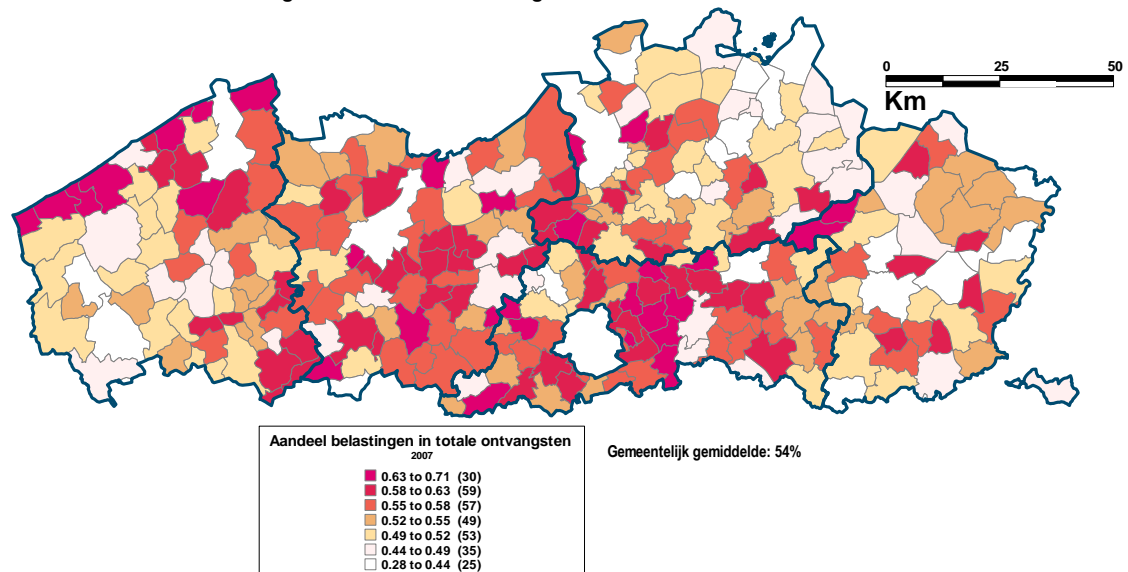 0 25 50
Km
Aandeel belastingen in totale ontvangsten
2007
0.63 to 0.71 (30)
0.58 to 0.63 (59)
0.55 to 0.58 (57)
0.52 to 0.55 (49)
0.49 to 0.52 (53)
0.44 to 0.49 (35)
0.28 to 0.44 (25)
Gemeentelijk gemiddelde: 54%